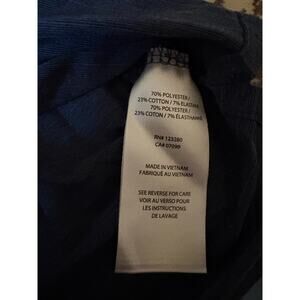 70% POLYESTER /
23% COTTON / 7% ELASTANE
70% POLYESTER /
23% COTON / 7% ÉLASTHANNE
RN# 123280
CA# 07099
MADE IN VIETNAM
FABRIQUÉ AU VIETNAM
SEE REVERSE FOR CARE
VOIR AU VERSO POUR
LES INSTRUCTIONS
DE LAVAGE